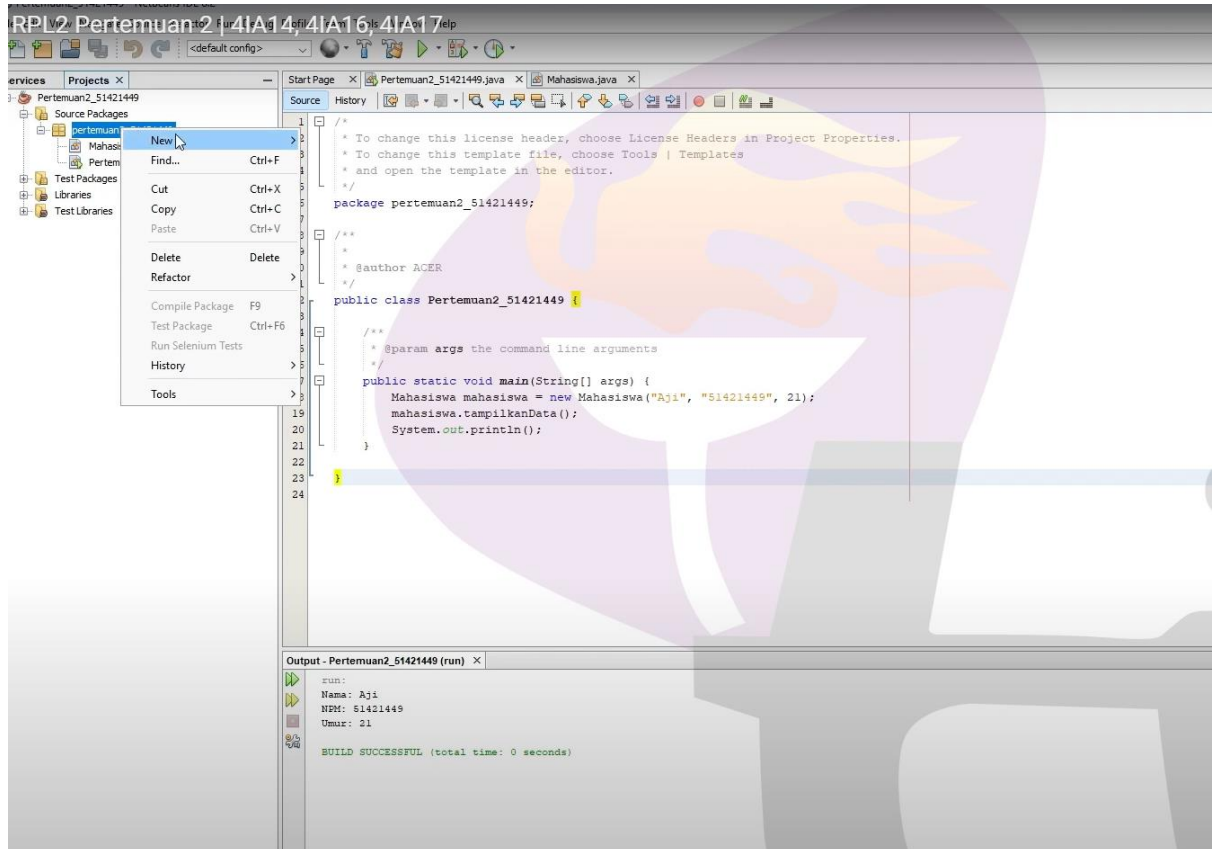 RPL2 Pertemuan 2 | 4IA14, 4IA16, 4IA17
Help
<default config>
Projects
Start Page
Pertemuan2_51421449.java
Mahasiswa.java
Pertemuan2_51421449
Source Packages
Test Packages
Libraries
Test Libraries
New
Find... Ctrl+F
Cut Ctrl+X
Copy Ctrl+C
Paste Ctrl+V
Delete Delete
Refactor
Compile Package F9
Test Package Ctrl+F6
Run Selenium Tests
History
Tools
Source History
1 /*
* To change this license header, choose License Headers in Project Properties.
* To change this template file, choose Tools | Templates
* and open the template in the editor.
*/
package pertemuan2_51421449;
/**
*
* @author ACER
*/
public class Pertemuan2_51421449 {
/**
* @param args the command line arguments
*/
public static void main(String[] args) {
Mahasiswa mahasiswa = new Mahasiswa("Aji", "51421449", 21);
19 mahasiswa.tampilkanData();
20 System.out.println();
21 }
22
23 }
24
Output - Pertemuan2_51421449 (run)
run:
Nama: Aji
NPM: 51421449
Umur: 21
BUILD SUCCESSFUL (total time: 0 seconds)